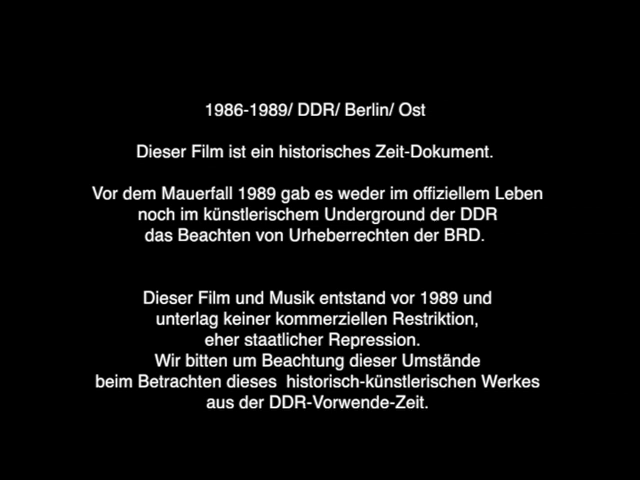 1986-1989/ DDR/ Berlin/ Ost
Dieser Film ist ein historisches Zeit-Dokument.
Vor dem Mauerfall 1989 gab es weder im offiziellem Leben
noch im künstlerischem Underground der DDR
das Beachten von Urheberrechten der BRD.
Dieser Film und Musik entstand vor 1989 und
unterlag keiner kommerziellen Restriktion,
eher staatlicher Repression.
Wir bitten um Beachtung dieser Umstände
beim Betrachten dieses  historisch-künstlerischen Werkes
aus der DDR-Vorwende-Zeit.